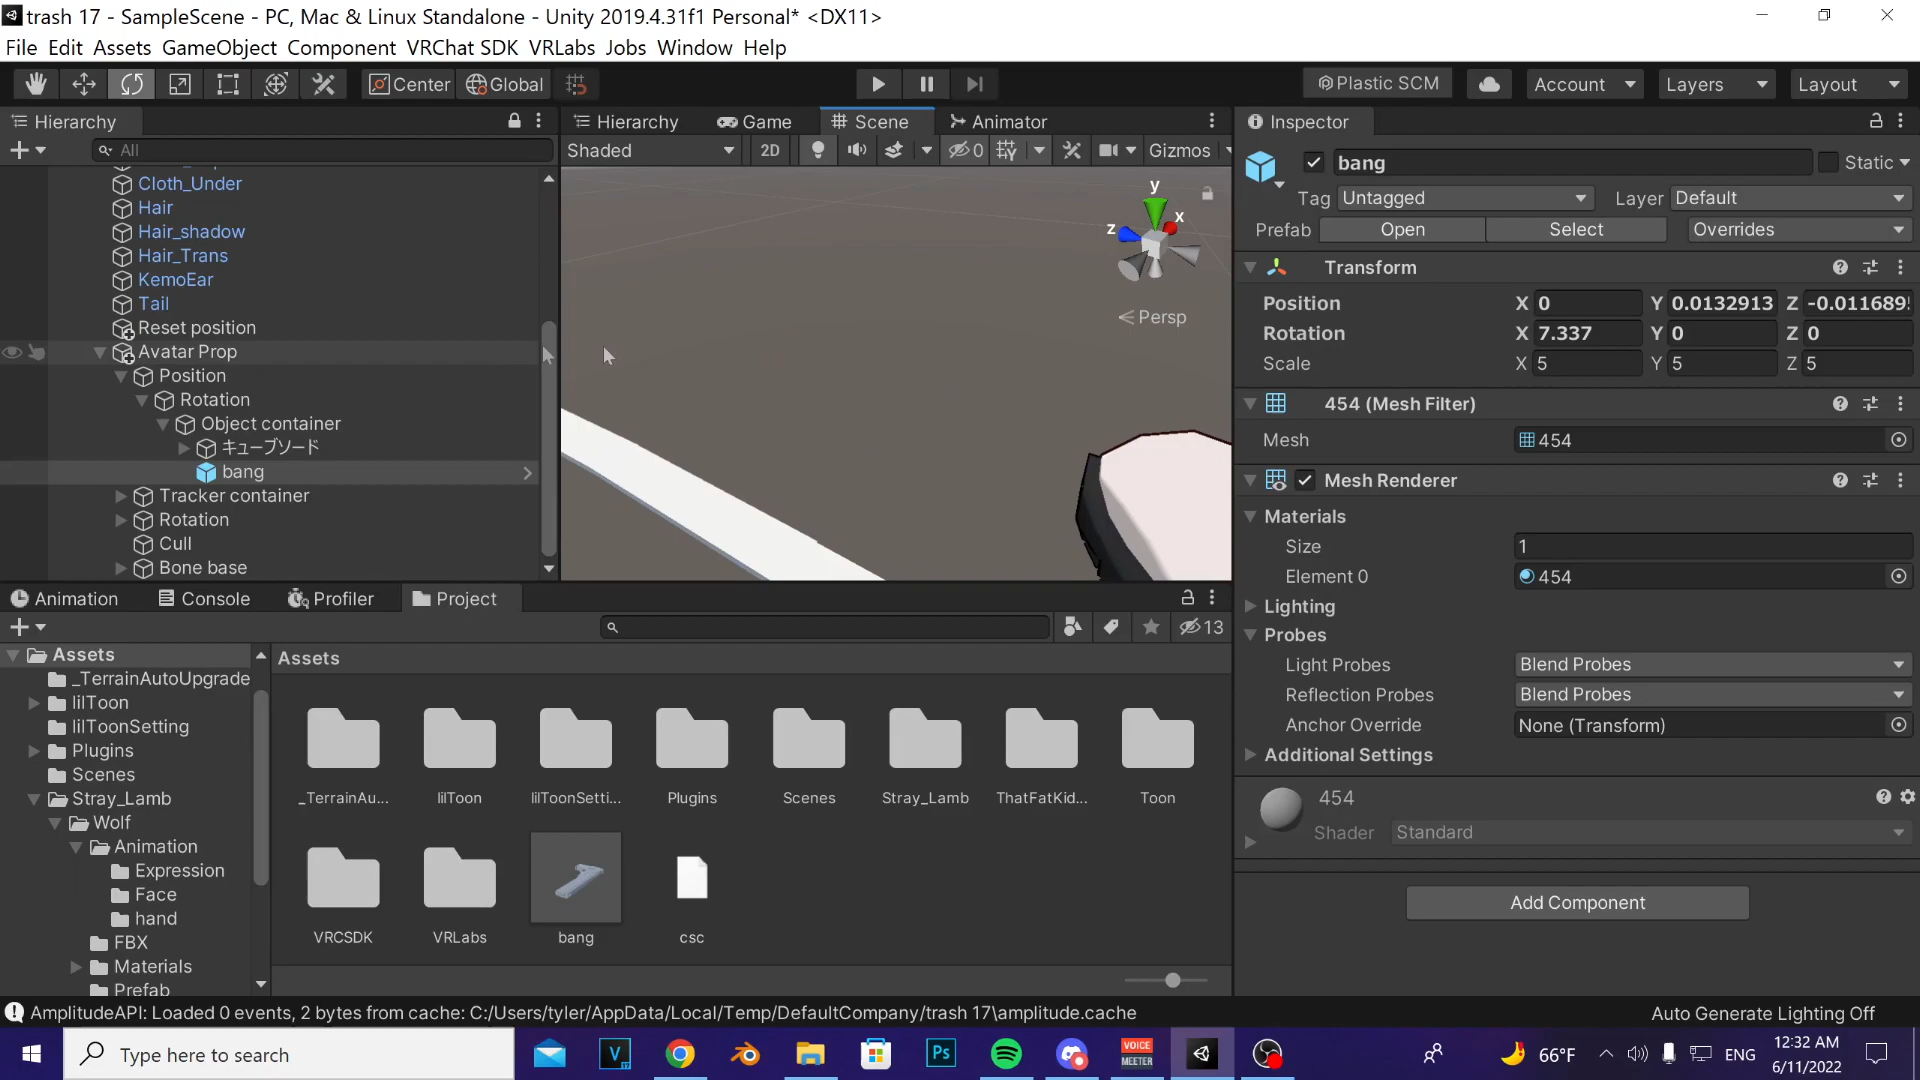 trash 17 - SampleScene - PC, Mac & Linux Standalone - Unity 2019.4.31f1 Personal* <DX11>
File Edit Assets GameObject Component VRChat SDK VRLabs Jobs Window Help
Center Global Plastic SCM Account Layers Layout
Hierarchy
All
Cloth_Under
Hair
Hair_shadow
Hair_Trans
KemoEar
Tail
Reset position
Avatar Prop
Position
Rotation
Object container
キューブソード
bang
Tracker container
Rotation
Cull
Bone base
Hierarchy Game Scene Animator
Shaded 2D 0 Gizmos
y
x
z
Persp
Inspector
bang Static
Tag Untagged Layer Default
Prefab Open Select Overrides
Transform
Position X 0 Y 0.0132913 Z -0.011689
Rotation X 7.337 Y 0 Z 0
Scale X 5 Y 5 Z 5
454 (Mesh Filter)
Mesh 454
Mesh Renderer
Materials
Size 1
Element 0 454
Lighting
Probes
Light Probes Blend Probes
Reflection Probes Blend Probes
Anchor Override None (Transform)
Additional Settings
454
Shader Standard
Add Component
Animation Console Profiler Project
13
Assets
_TerrainAutoUpgrade
lilToon
lilToonSetting
Plugins
Scenes
Stray_Lamb
Wolf
Animation
Expression
Face
hand
FBX
Materials
Prefab
Assets
_TerrainAu... lilToon lilToonSetti... Plugins Scenes Stray_Lamb ThatFatKid... Toon
VRCSDK VRLabs bang csc
AmplitudeAPI: Loaded 0 events, 2 bytes from cache: C:/Users/tyler/AppData/Local/Temp/DefaultCompany/trash 17\amplitude.cache
Auto Generate Lighting Off
Type here to search
V
Ps
VOICE
MEETER
66°F
ENG
12:32 AM
6/11/2022